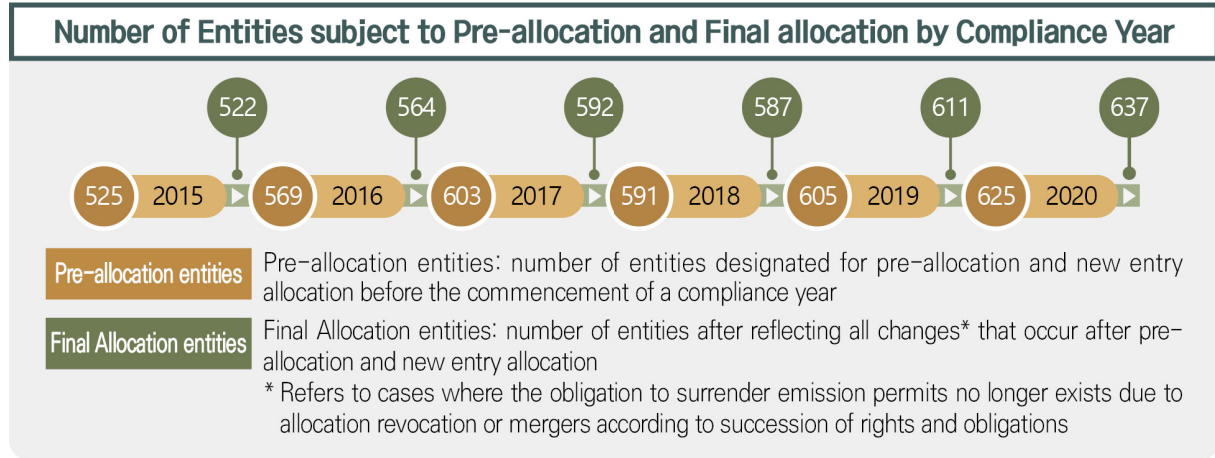 Number of Entities subject to Pre-allocation and Final allocation by Compliance Year
522 564 592 587 611 637
525 2015 569 2016 603 2017 591 2018 605 2019 625 2020
Pre-allocation entities
Pre-allocation entities: number of entities designated for pre-allocation and new entry
allocation before the commencement of a compliance year
Final Allocation entities
Final Allocation entities: number of entities after reflecting all changes* that occur after pre-
allocation and new entry allocation
* Refers to cases where the obligation to surrender emission permits no longer exists due to
allocation revocation or mergers according to succession of rights and obligations